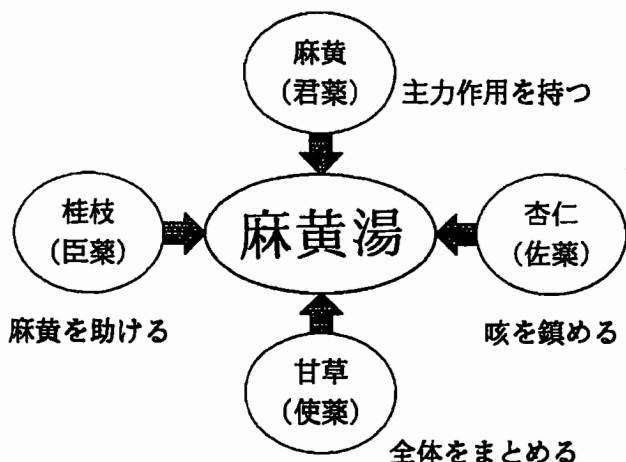 麻黄
(君薬)
主力作用を持つ
桂枝
(臣薬)
麻黄湯
杏仁
(佐薬)
麻黄を助ける
咳を鎮める
甘草
(使薬)
全体をまとめる